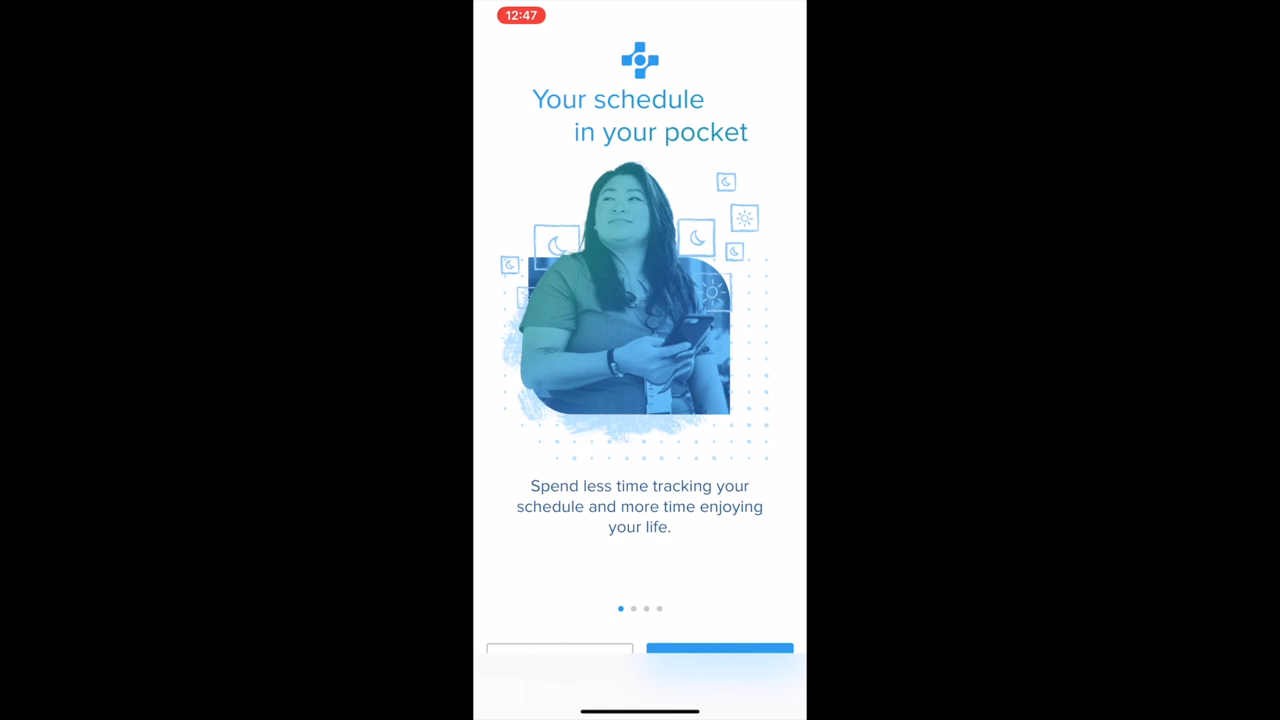 12:47
Your schedule
in your pocket
Spend less time tracking your
schedule and more time enjoying
your life.